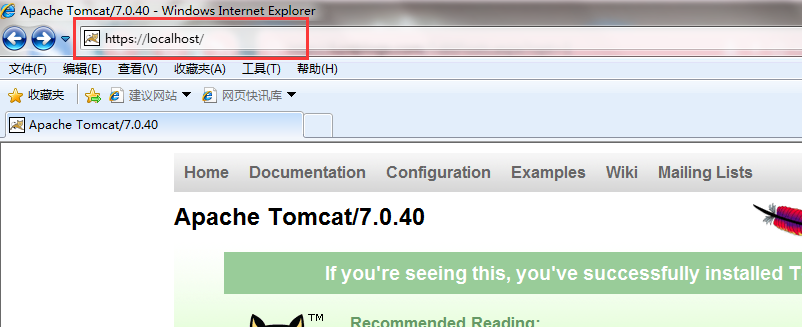 Apache Tomcat/7.0.40 - Windows Internet Explorer
https://localhost/
文件(F) 编辑(E) 查看(V) 收藏夹(A) 工具(T) 帮助(H)
收藏夹 建议网站 网页快讯库
Apache Tomcat/7.0.40
Home Documentation Configuration Examples Wiki Mailing Lists
Apache Tomcat/7.0.40
If you're seeing this, you've successfully installed T
TM
Recommended Reading: